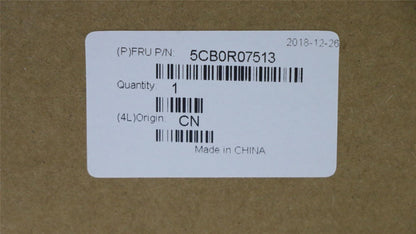 2018-12-26
(P)FRU P/N: 5CB0R07513
Quantity: 1
(4L)Origin: CN
Made in CHINA